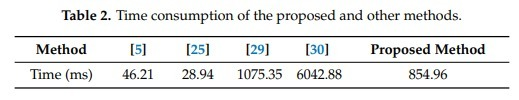 Table 2. Time consumption of the proposed and other methods.
Method [5] [25] [29] [30] Proposed Method
Time (ms) 46.21 28.94 1075.35 6042.88 854.96